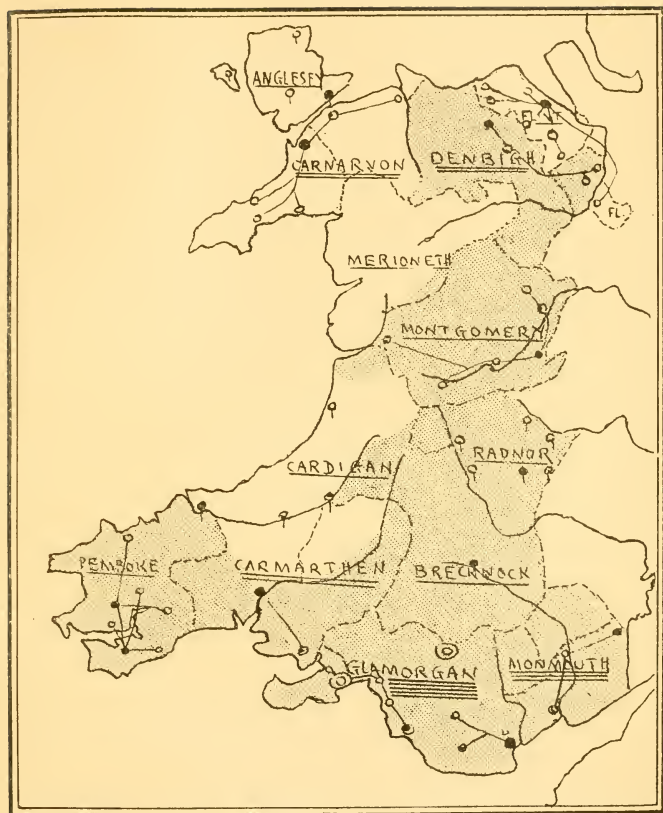 ANGLESEY
CARNARVON
DENBIGH
FLINT
FL.
MERIONETH
MONTGOMERY
RADNOR
CARDIGAN
PEMBROKE
CARMARTHEN
BRECKNOCK
GLAMORGAN
MONMOUTH